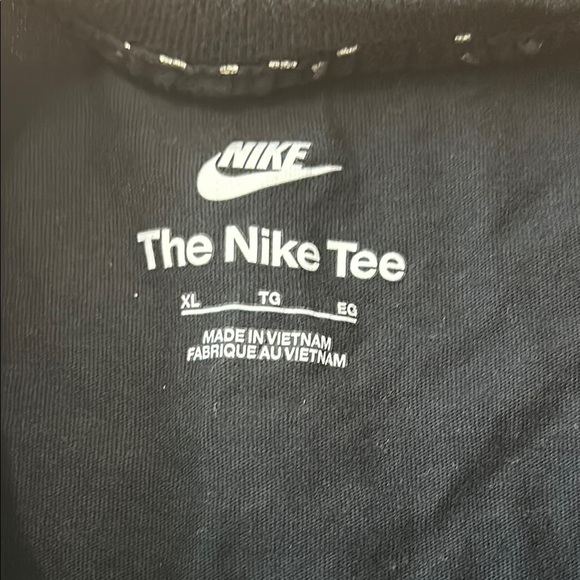 NIKE
The Nike Tee
XL TG EG
MADE IN VIETNAM
FABRIQUE AU VIETNAM